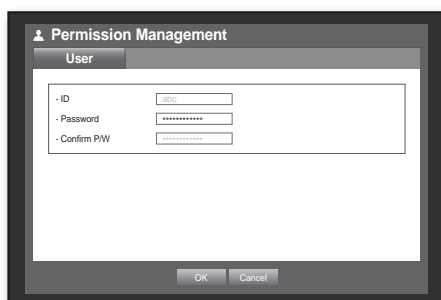 Permission Management
User
- ID abc
- Password ************
- Confirm P/W ************
OK Cancel